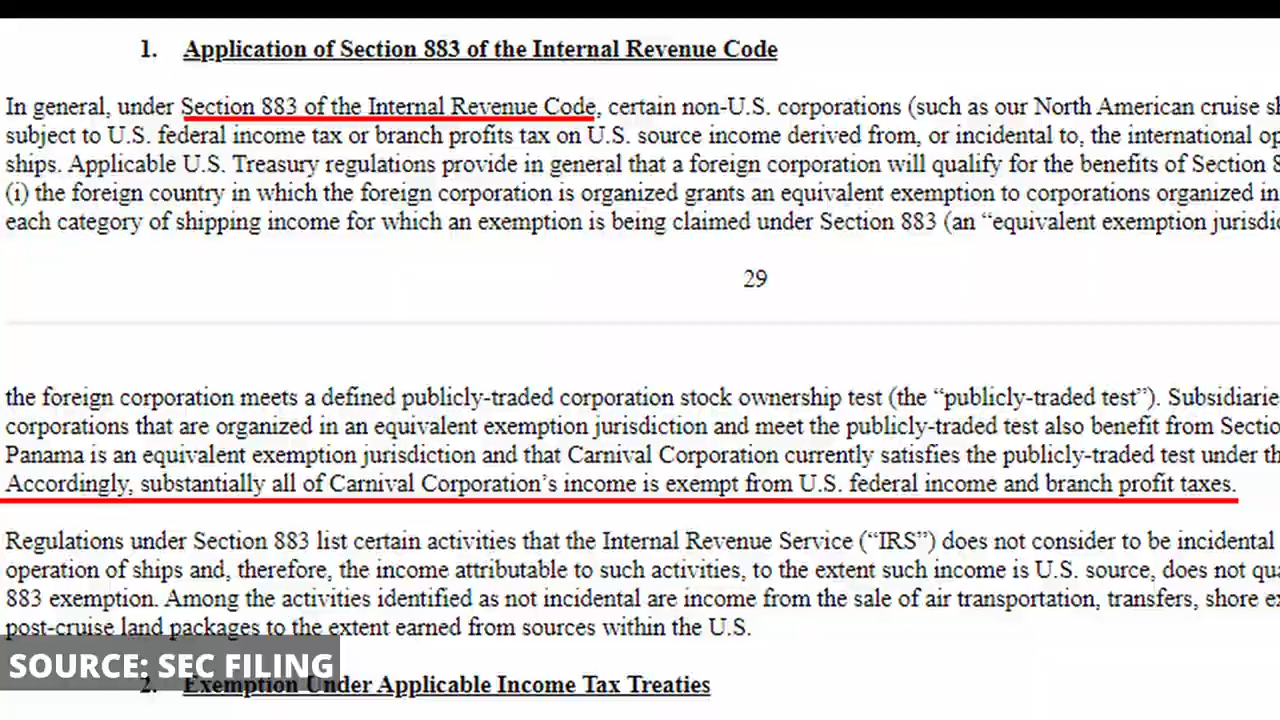 1. Application of Section 883 of the Internal Revenue Code
In general, under Section 883 of the Internal Revenue Code, certain non-U.S. corporations (such as our North American cruise
subject to U.S. federal income tax or branch profits tax on U.S. source income derived from, or incidental to, the international
ships. Applicable U.S. Treasury regulations provide in general that a foreign corporation will qualify for the benefits of Section
(i) the foreign country in which the foreign corporation is organized grants an equivalent exemption to corporations organized in
each category of shipping income for which an exemption is being claimed under Section 883 (an “equivalent exemption
29
the foreign corporation meets a defined publicly-traded corporation stock ownership test (the “publicly-traded test”). Subsidiarie
corporations that are organized in an equivalent exemption jurisdiction and meet the publicly-traded test also benefit from Sectio
Panama is an equivalent exemption jurisdiction and that Carnival Corporation currently satisfies the publicly-traded test under
Accordingly, substantially all of Carnival Corporation’s income is exempt from U.S. federal income and branch profit taxes.
Regulations under Section 883 list certain activities that the Internal Revenue Service (“IRS”) does not consider to be incidental
operation of ships and, therefore, the income attributable to such activities, to the extent such income is U.S. source, does not
883 exemption. Among the activities identified as not incidental are income from the sale of air transportation, transfers, shore
post-cruise land packages to the extent earned from sources within the U.S.
SOURCE: SEC FILING
2. Exemption Under Applicable Income Tax Treaties